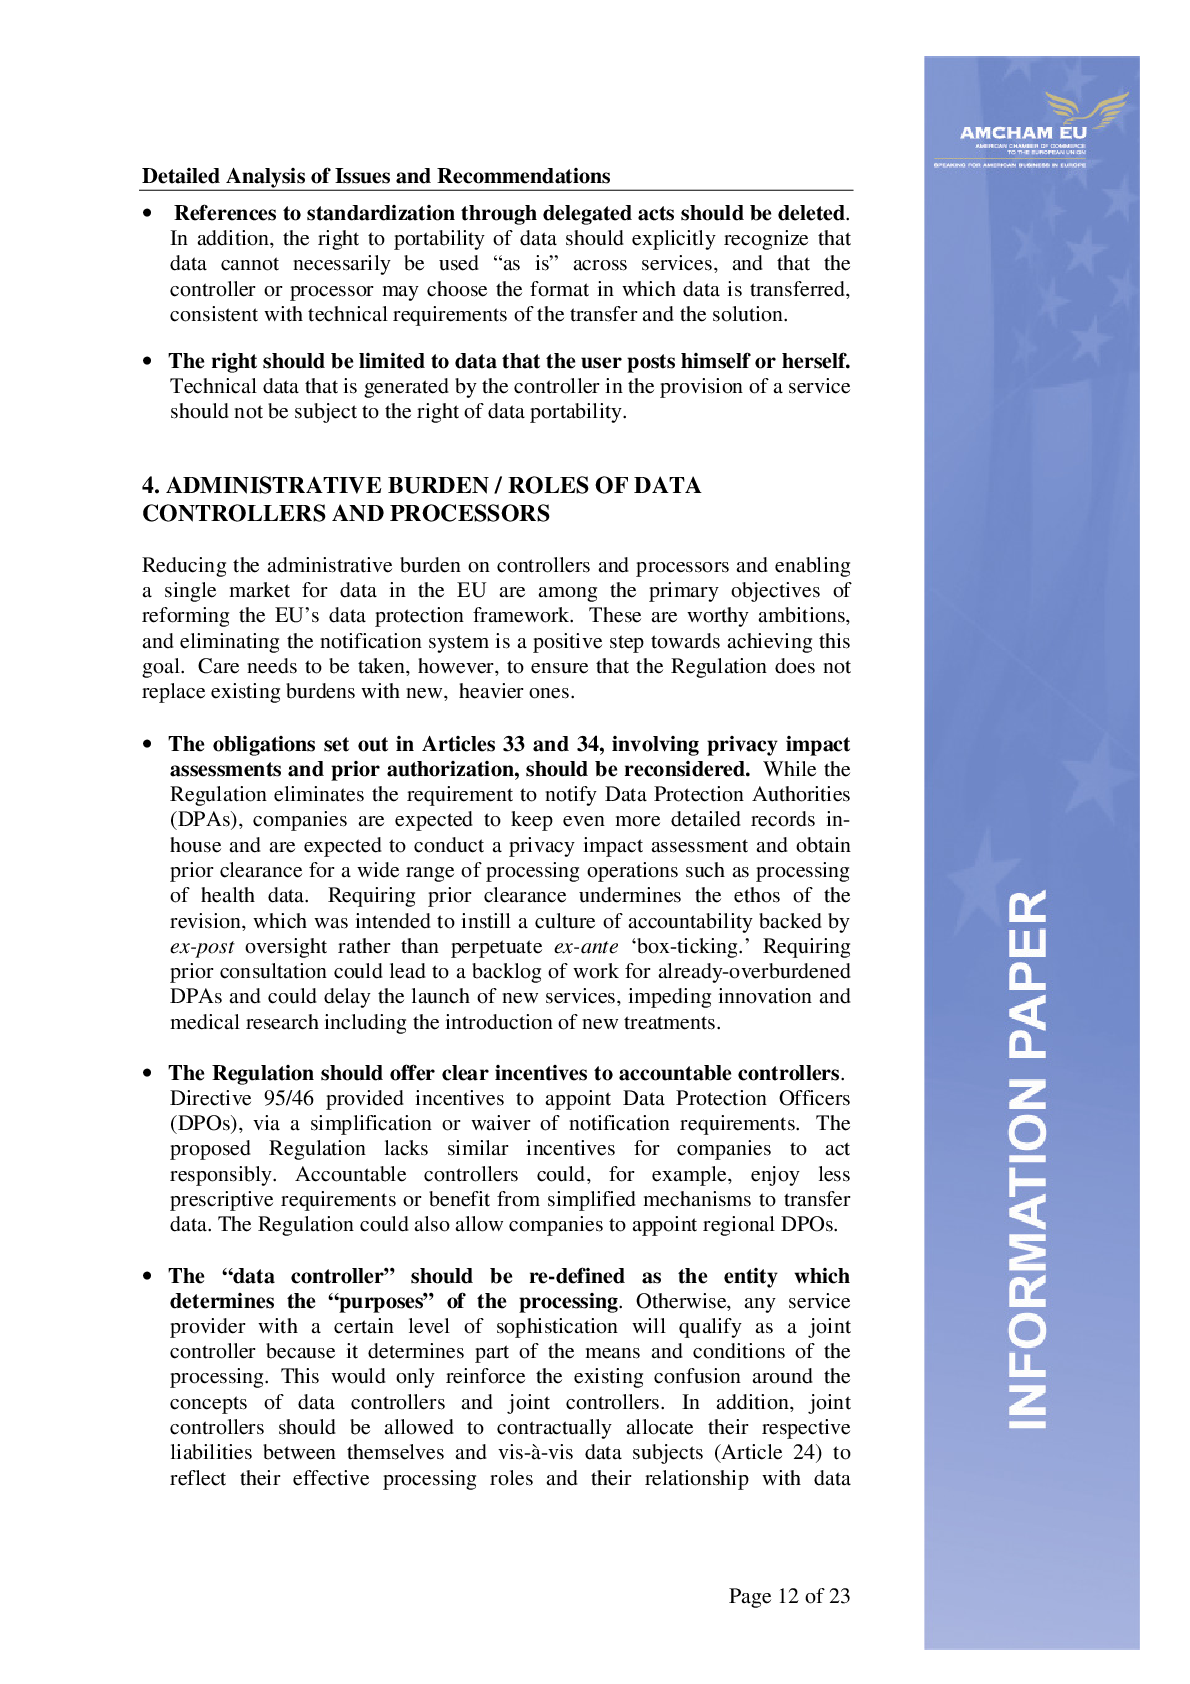 AMCHAM EU
AMERICAN CHAMBER OF COMMERCE
TO THE EUROPEAN UNION
SPEAKING FOR AMERICAN BUSINESS IN EUROPE
Detailed Analysis of Issues and Recommendations
• References to standardization through delegated acts should be deleted.
In addition, the right to portability of data should explicitly recognize that
data cannot necessarily be used “as is” across services, and that the
controller or processor may choose the format in which data is transferred,
consistent with technical requirements of the transfer and the solution.
• The right should be limited to data that the user posts himself or herself.
Technical data that is generated by the controller in the provision of a service
should not be subject to the right of data portability.
4. ADMINISTRATIVE BURDEN / ROLES OF DATA
CONTROLLERS AND PROCESSORS
Reducing the administrative burden on controllers and processors and enabling
a single market for data in the EU are among the primary objectives of
reforming the EU’s data protection framework. These are worthy ambitions,
and eliminating the notification system is a positive step towards achieving this
goal. Care needs to be taken, however, to ensure that the Regulation does not
replace existing burdens with new, heavier ones.
• The obligations set out in Articles 33 and 34, involving privacy impact
assessments and prior authorization, should be reconsidered. While the
Regulation eliminates the requirement to notify Data Protection Authorities
(DPAs), companies are expected to keep even more detailed records in-
house and are expected to conduct a privacy impact assessment and obtain
prior clearance for a wide range of processing operations such as processing
of health data. Requiring prior clearance undermines the ethos of the
revision, which was intended to instill a culture of accountability backed by
ex-post oversight rather than perpetuate ex-ante ‘box-ticking.’ Requiring
prior consultation could lead to a backlog of work for already-overburdened
DPAs and could delay the launch of new services, impeding innovation and
medical research including the introduction of new treatments.
• The Regulation should offer clear incentives to accountable controllers.
Directive 95/46 provided incentives to appoint Data Protection Officers
(DPOs), via a simplification or waiver of notification requirements. The
proposed Regulation lacks similar incentives for companies to act
responsibly. Accountable controllers could, for example, enjoy less
prescriptive requirements or benefit from simplified mechanisms to transfer
data. The Regulation could also allow companies to appoint regional DPOs.
• The “data controller” should be re-defined as the entity which
determines the “purposes” of the processing. Otherwise, any service
provider with a certain level of sophistication will qualify as a joint
controller because it determines part of the means and conditions of the
processing. This would only reinforce the existing confusion around the
concepts of data controllers and joint controllers. In addition, joint
controllers should be allowed to contractually allocate their respective
liabilities between themselves and vis-à-vis data subjects (Article 24) to
reflect their effective processing roles and their relationship with data
INFORMATION PAPER
Page 12 of 23